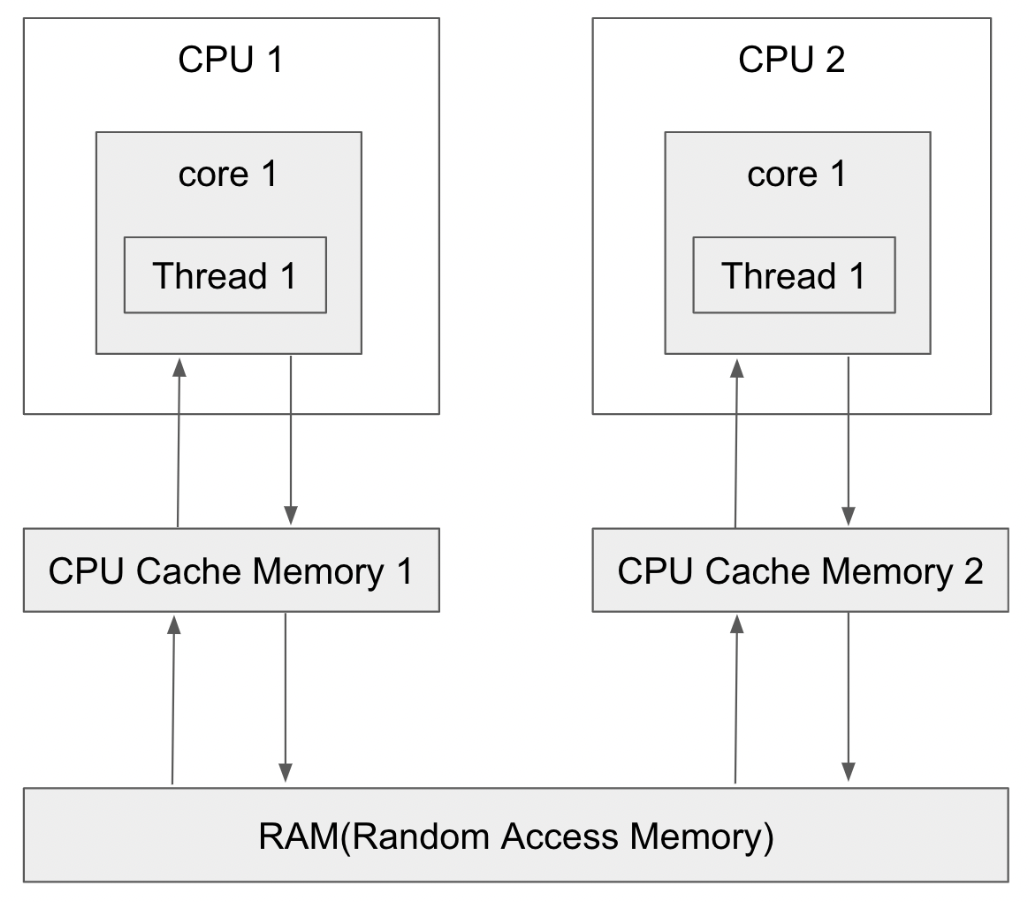 CPU 1
CPU 2
core 1
core 1
Thread 1
Thread 1
CPU Cache Memory 1
CPU Cache Memory 2
RAM(Random Access Memory)